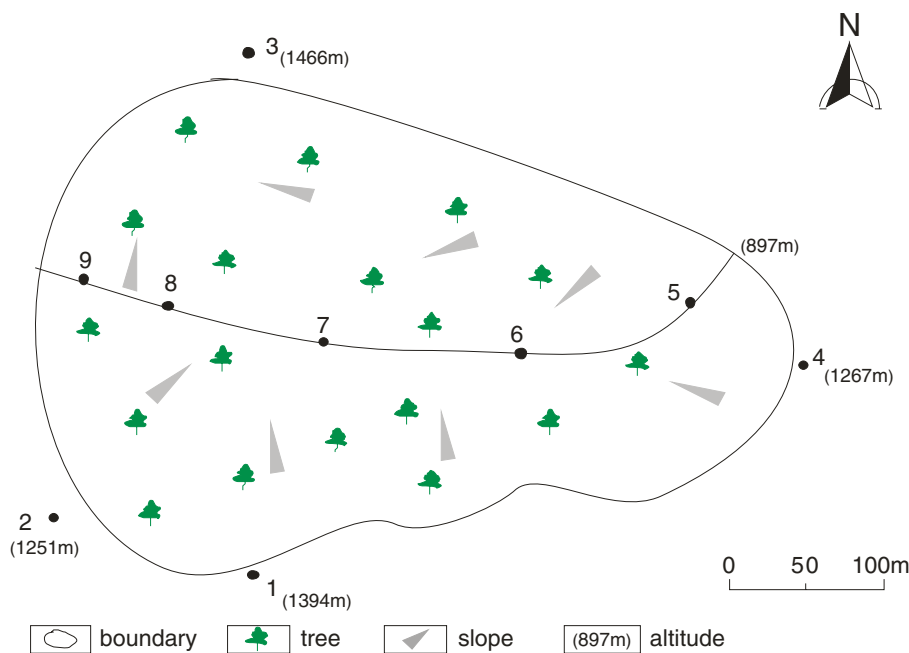 N
3 (1466m)
(897m)
9
8
5
7
6
4
(1267m)
2
(1251m)
1 (1394m)
0 50 100m
boundary tree slope (897m) altitude